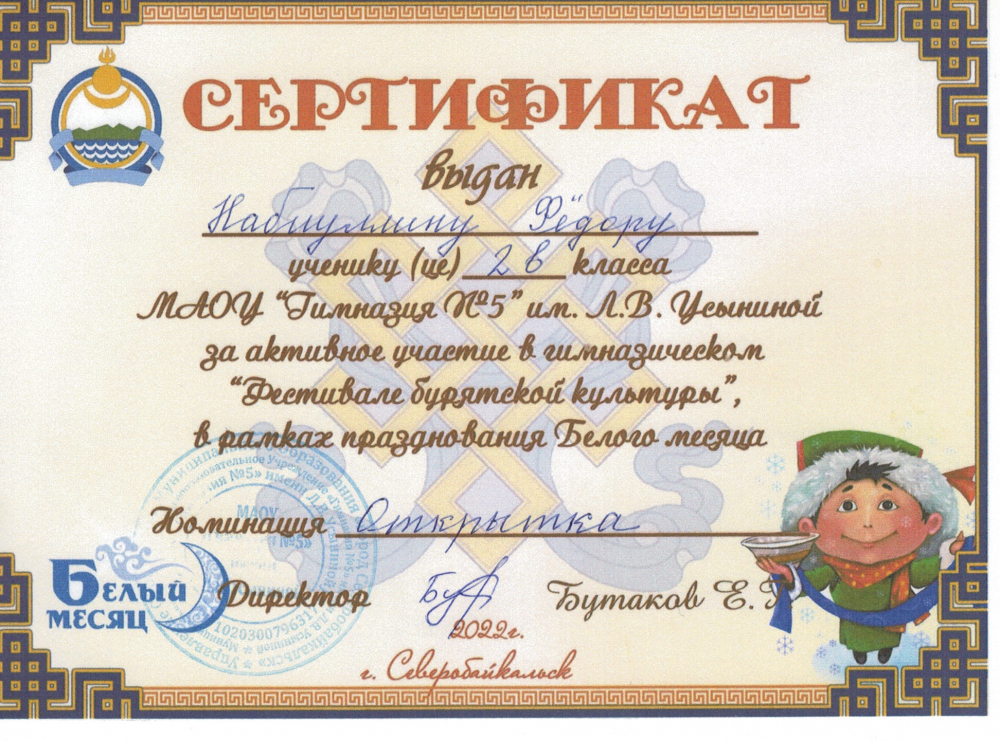 СЕРТИФИКАТ
выдан
Набиуллину Фёдору
ученику (це) 2 в класса
МАОУ "Гимназия №5" им. Л.В. Усыниной
за активное участие в гимназическом
"Фестивале бурятской культуры",
в рамках празднования Белого месяца
Номинация Открытка
Белый
месяц
Директор Бутаков Е.
2022г.
г. Северобайкальск
МАОУ